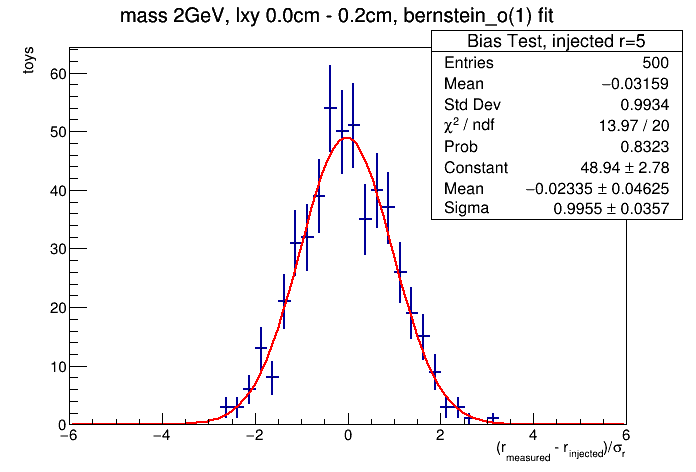 mass 2GeV, lxy 0.0cm - 0.2cm, bernstein_o(1) fit
toys
Bias Test, injected r=5
Entries 500
Mean −0.03159
Std Dev 0.9934
χ² / ndf 13.97 / 20
Prob 0.8323
Constant 48.94 ± 2.78
Mean −0.02335 ± 0.04625
Sigma 0.9955 ± 0.0357
60
50
40
30
20
10
0
−6 −4 −2 0 2 4 6
(r_measured - r_injected)/σ_r